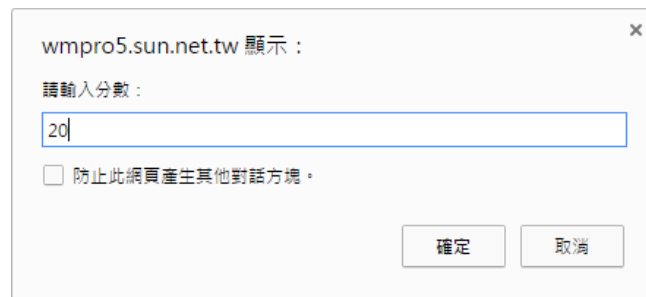 wmpro5.sun.net.tw 顯示：
請輸入分數：
20
防止此網頁產生其他對話方塊。
確定
取消